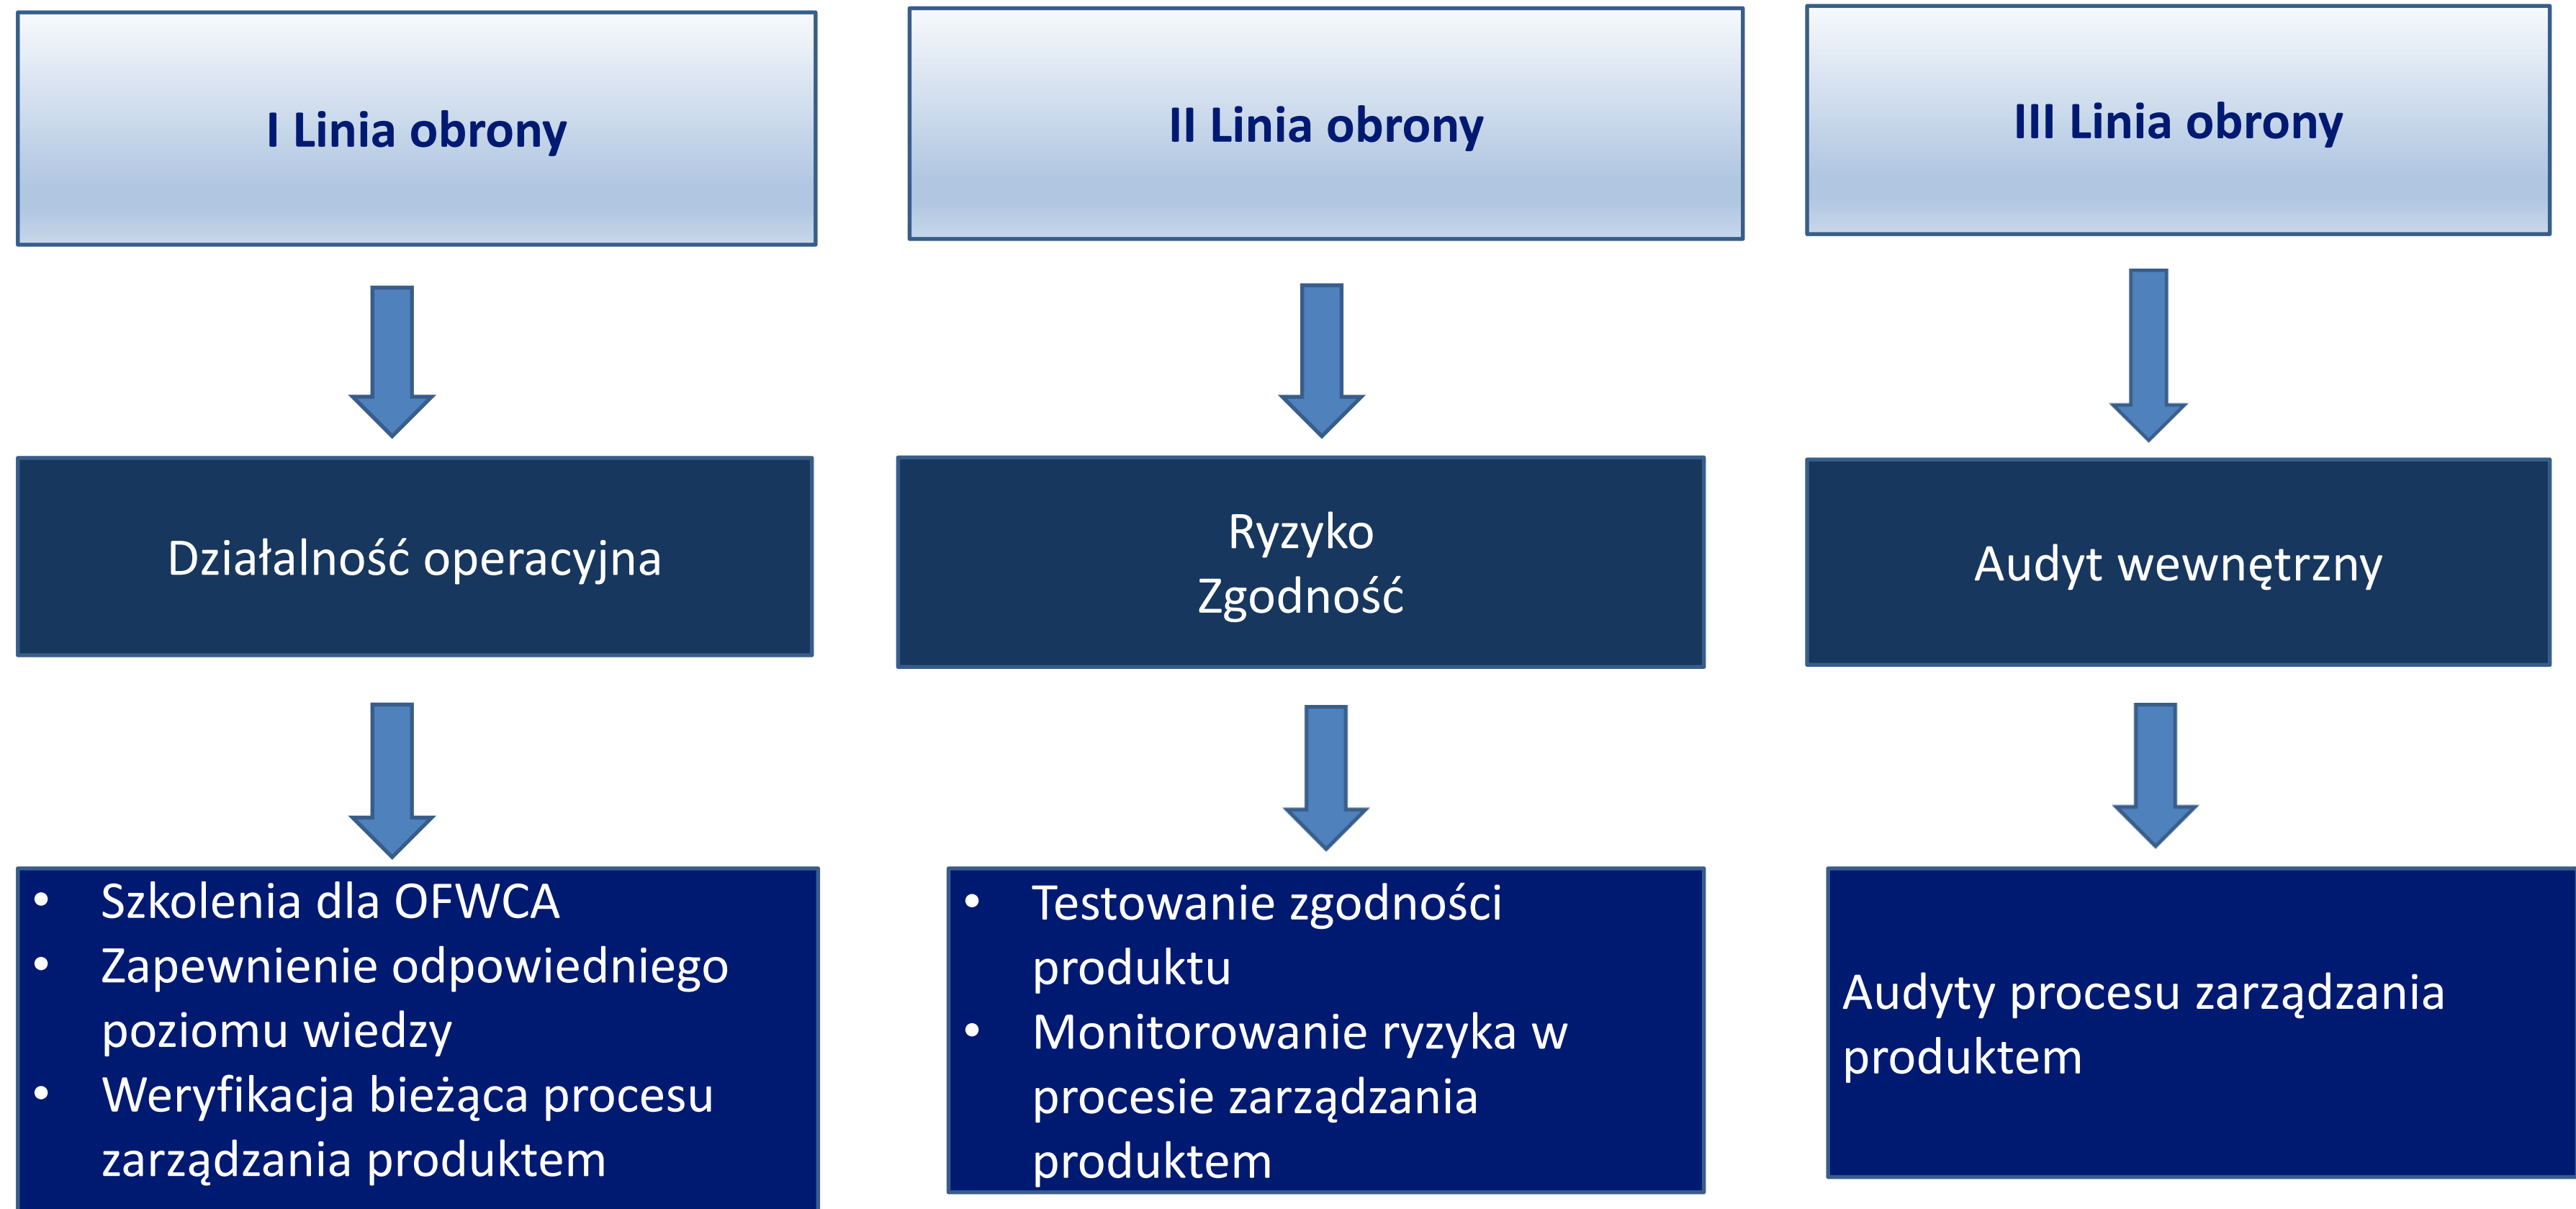 I Linia obrony
II Linia obrony
III Linia obrony
Działalność operacyjna
Ryzyko
Zgodność
Audyt wewnętrzny
• Szkolenia dla OFWCA
• Zapewnienie odpowiedniego
poziomu wiedzy
• Weryfikacja bieżąca procesu
zarządzania produktem
• Testowanie zgodności
produktu
• Monitorowanie ryzyka w
procesie zarządzania
produktem
Audyty procesu zarządzania
produktem